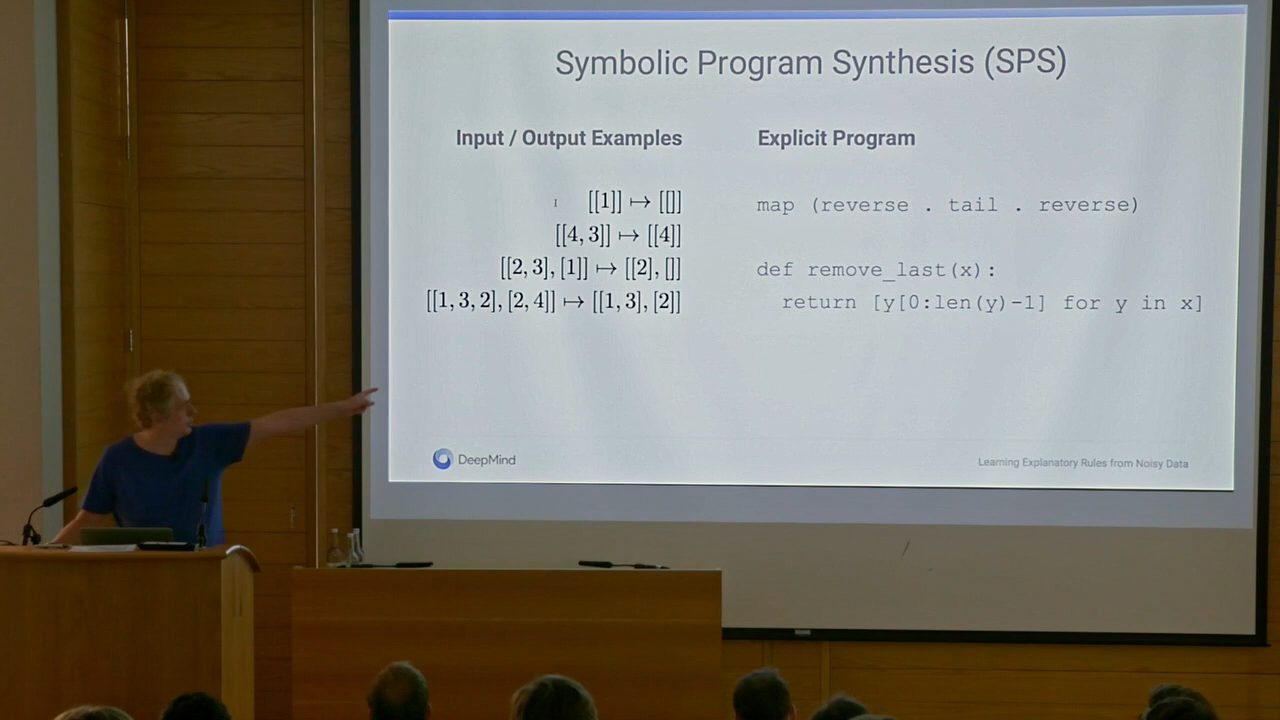 Symbolic Program Synthesis (SPS)
Input / Output Examples
[[1]] ↦ [[]]
[[4, 3]] ↦ [[4]]
[[2, 3], [1]] ↦ [[2], []]
[[1, 3, 2], [2, 4]] ↦ [[1, 3], [2]]
Explicit Program
map (reverse . tail . reverse)
def remove_last(x):
return [y[0:len(y)-1] for y in x]
DeepMind
Learning Explanatory Rules from Noisy Data